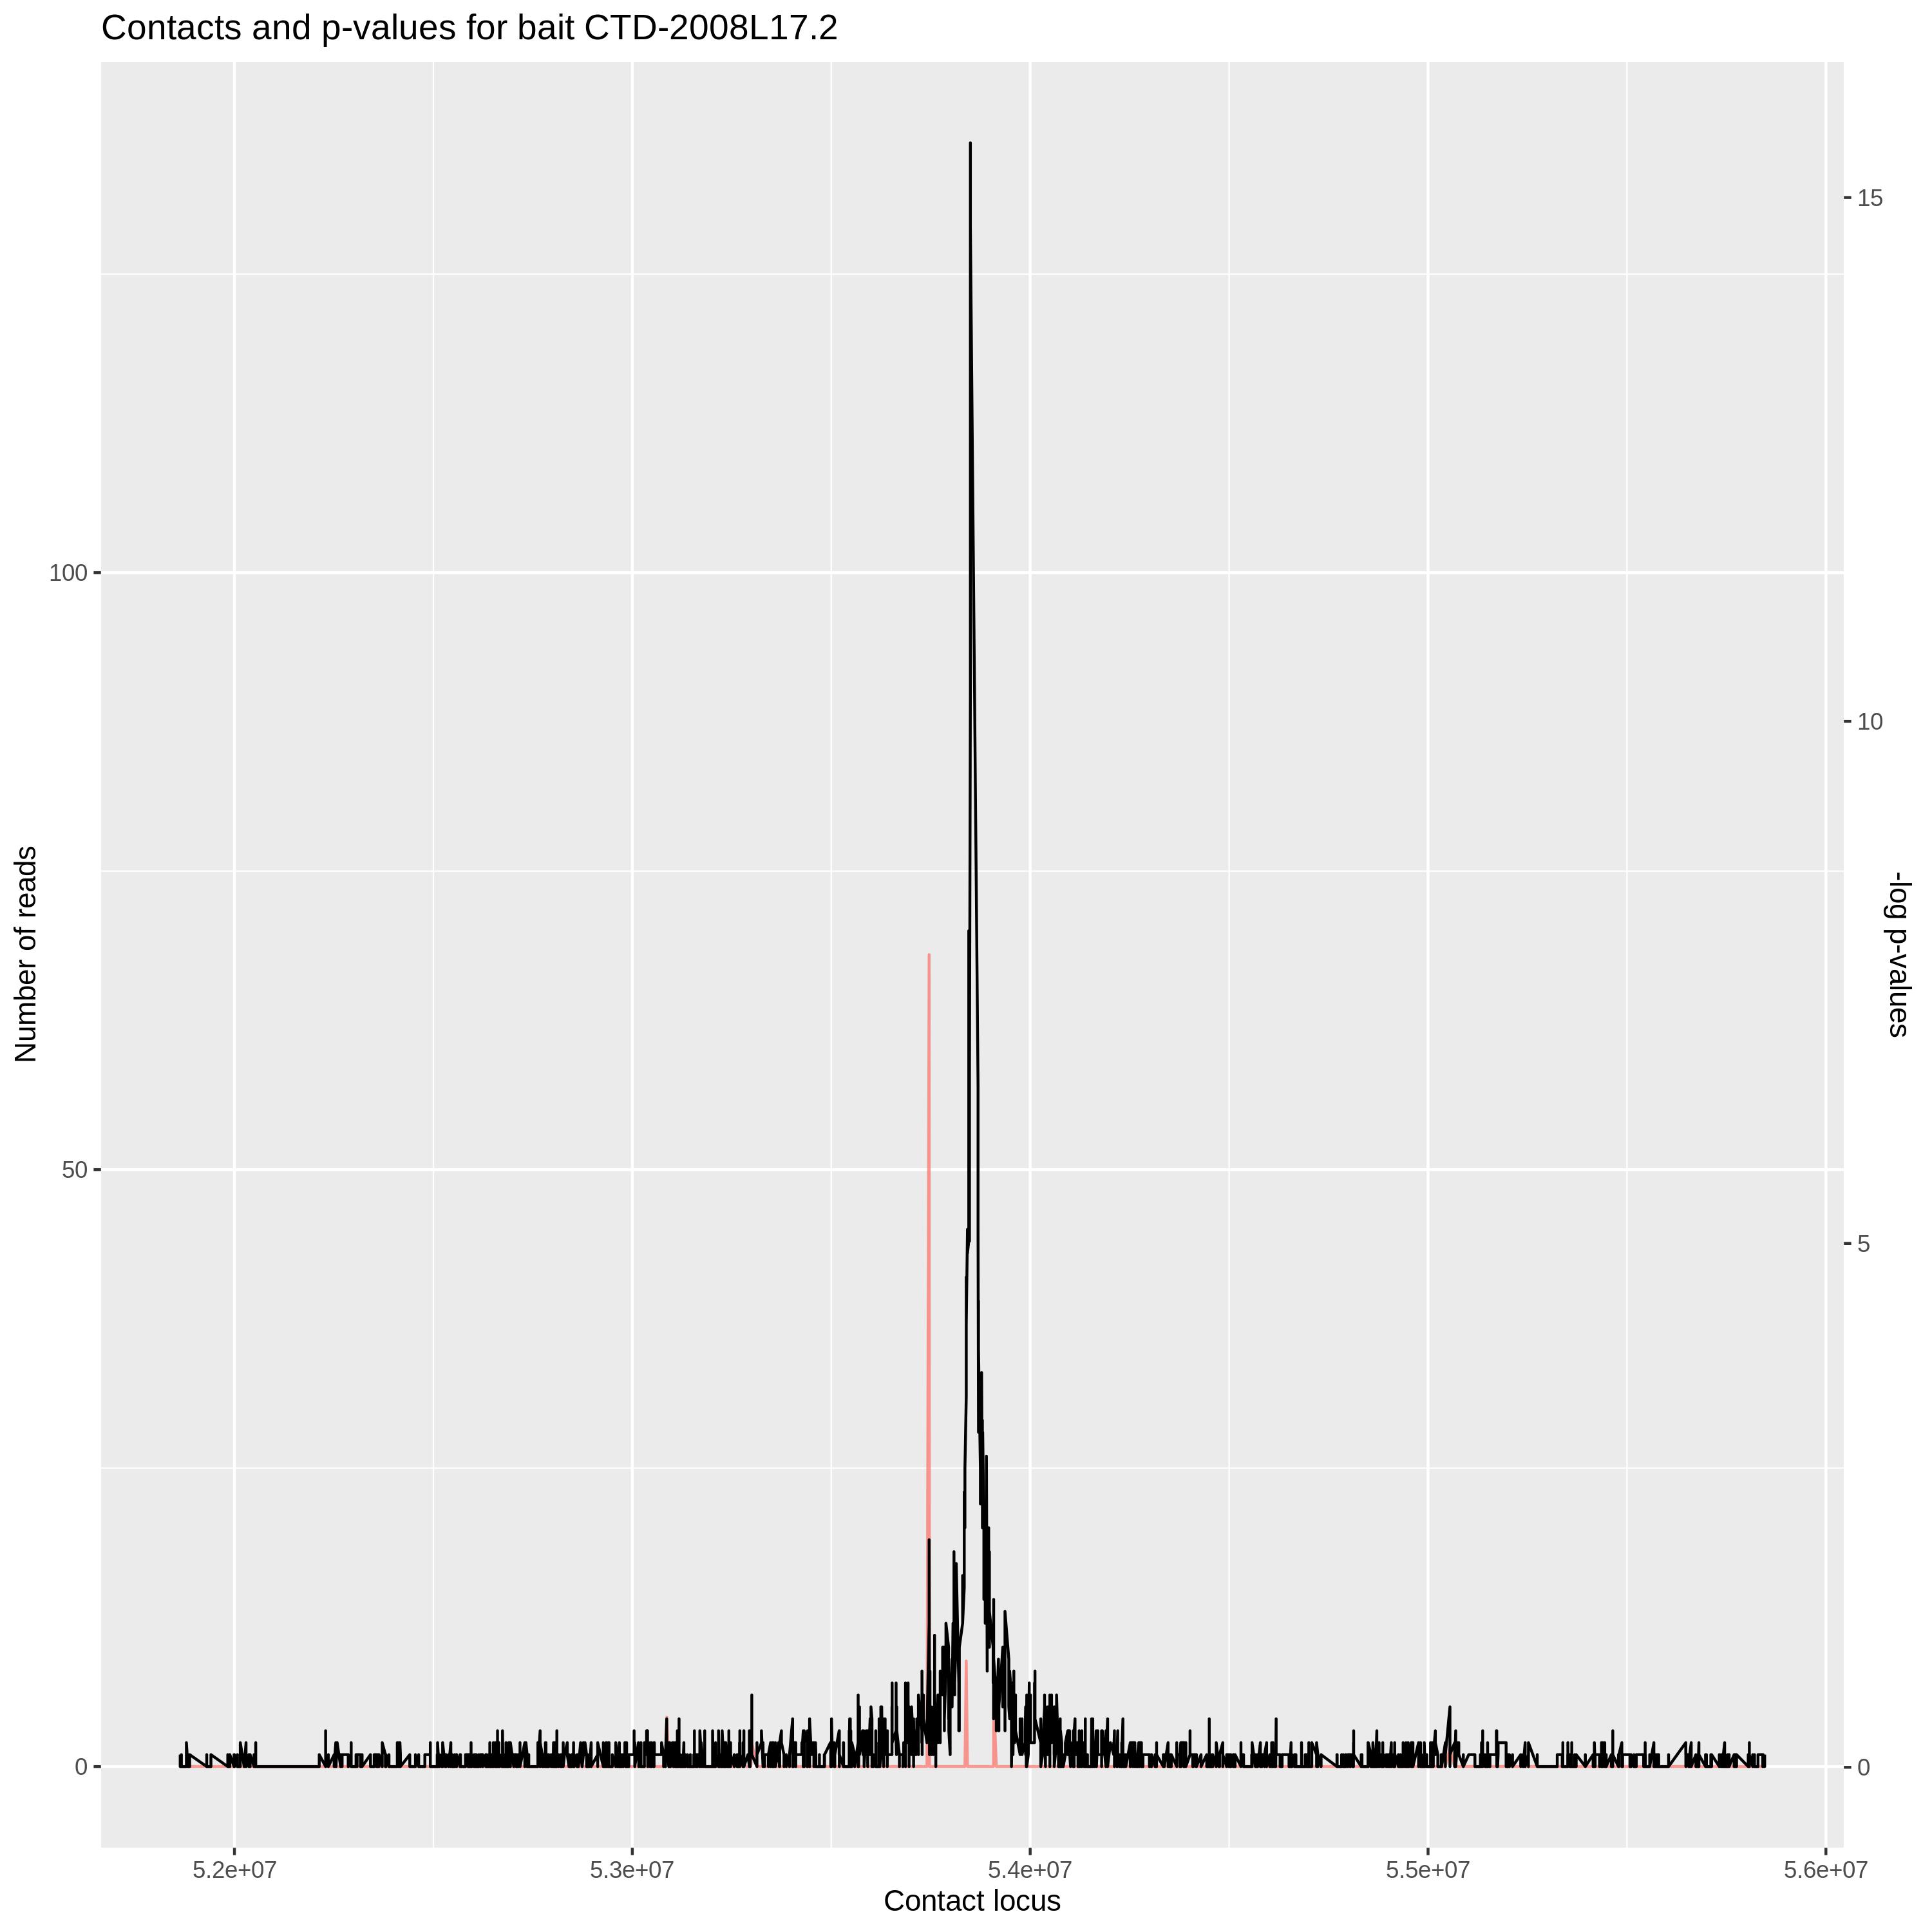 Contacts and p-values for bait CTD-2008L17.2
15
100
10
Number of reads
-log p-values
50
5
0
0
5.2e+07
5.3e+07
5.4e+07
5.5e+07
5.6e+07
Contact locus